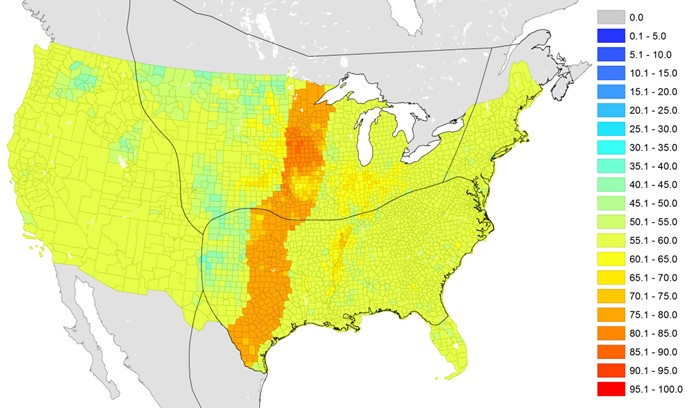 0.0
0.1 - 5.0
5.1 - 10.0
10.1 - 15.0
15.1 - 20.0
20.1 - 25.0
25.1 - 30.0
30.1 - 35.0
35.1 - 40.0
40.1 - 45.0
45.1 - 50.0
50.1 - 55.0
55.1 - 60.0
60.1 - 65.0
65.1 - 70.0
70.1 - 75.0
75.1 - 80.0
80.1 - 85.0
85.1 - 90.0
90.1 - 95.0
95.1 - 100.0